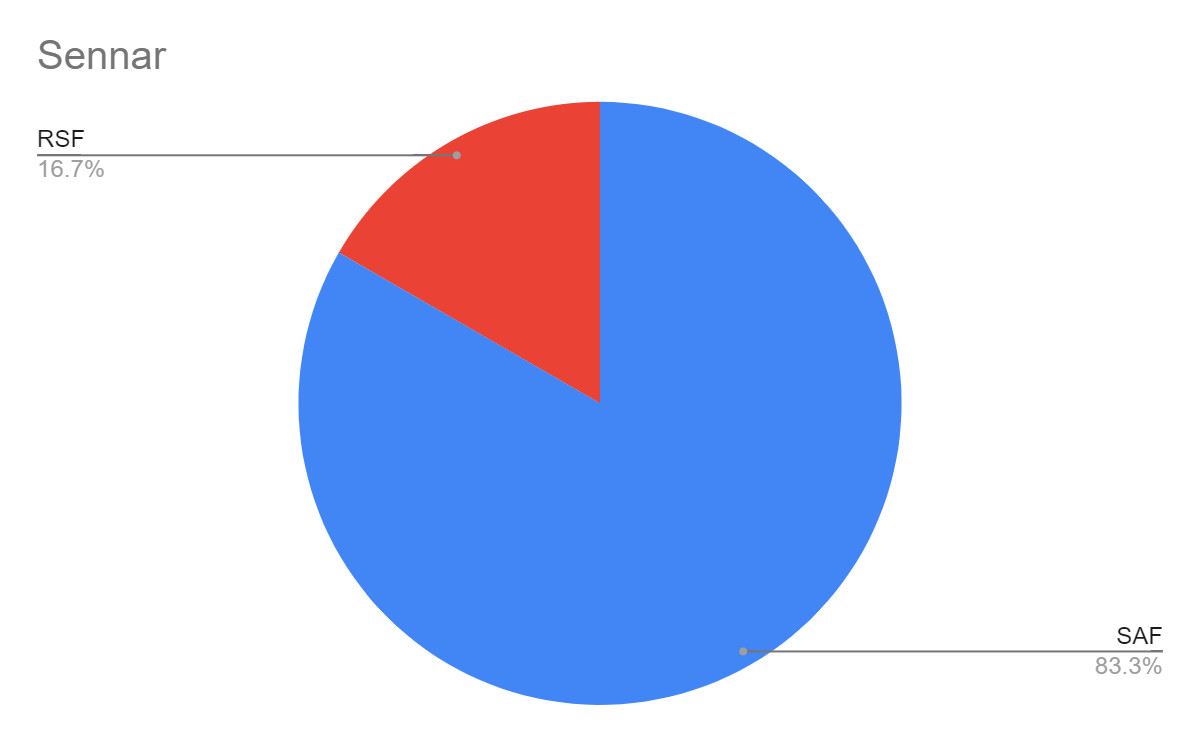 Sennar
RSF
16.7%
SAF
83.3%